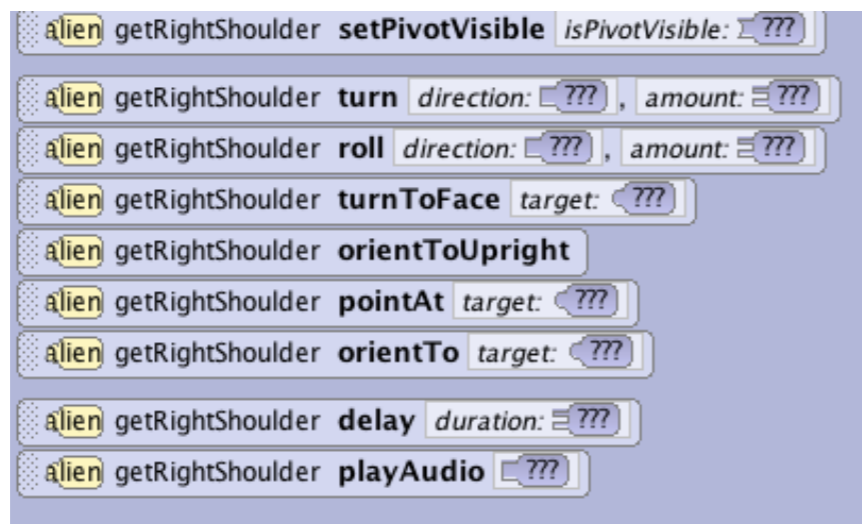 alien getRightShoulder setPivotVisible isPivotVisible: ???
alien getRightShoulder turn direction: ???, amount: ???
alien getRightShoulder roll direction: ???, amount: ???
alien getRightShoulder turnToFace target: ???
alien getRightShoulder orientToUpright
alien getRightShoulder pointAt target: ???
alien getRightShoulder orientTo target: ???
alien getRightShoulder delay duration: ???
alien getRightShoulder playAudio ???